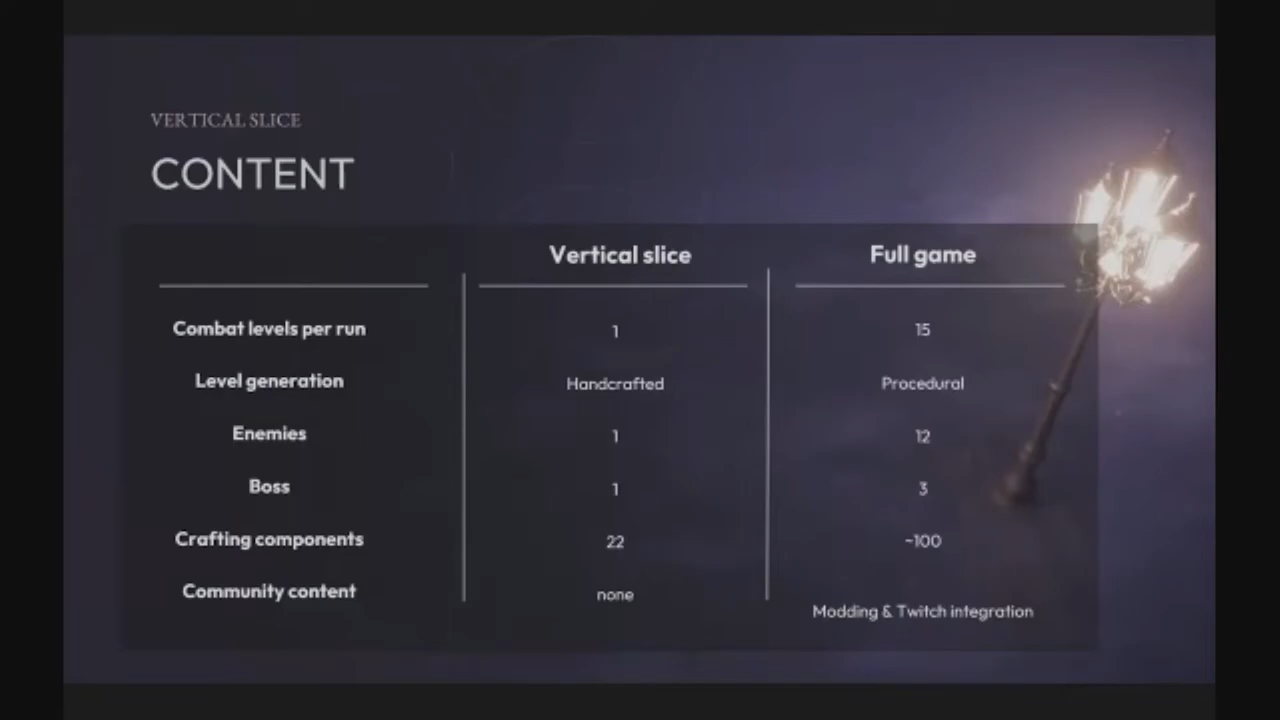 VERTICAL SLICE
CONTENT
Vertical slice Full game
Combat levels per run 1 15
Level generation Handcrafted Procedural
Enemies 1 12
Boss 1 3
Crafting components 22 ~100
Community content none Modding & Twitch integration